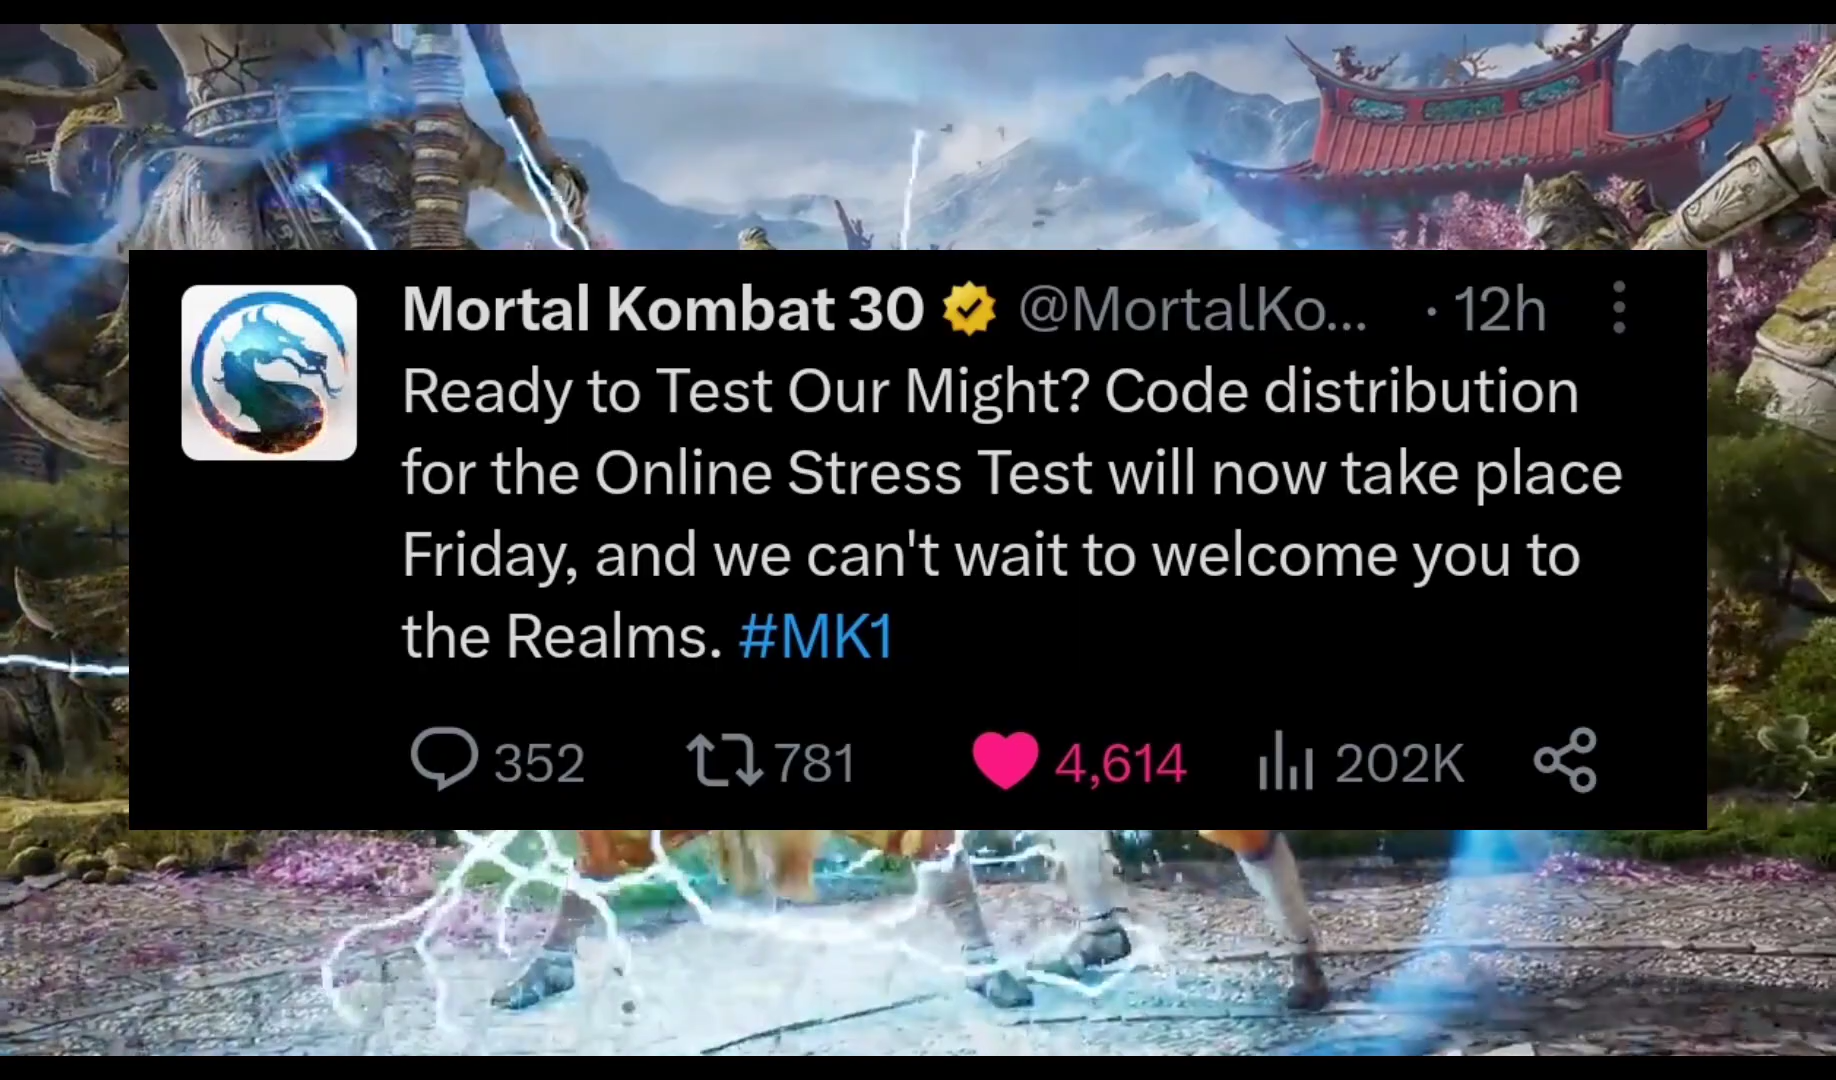 Mortal Kombat 30 @MortalKo... · 12h
Ready to Test Our Might? Code distribution
for the Online Stress Test will now take place
Friday, and we can't wait to welcome you to
the Realms. #MK1
352 781 4,614 202K